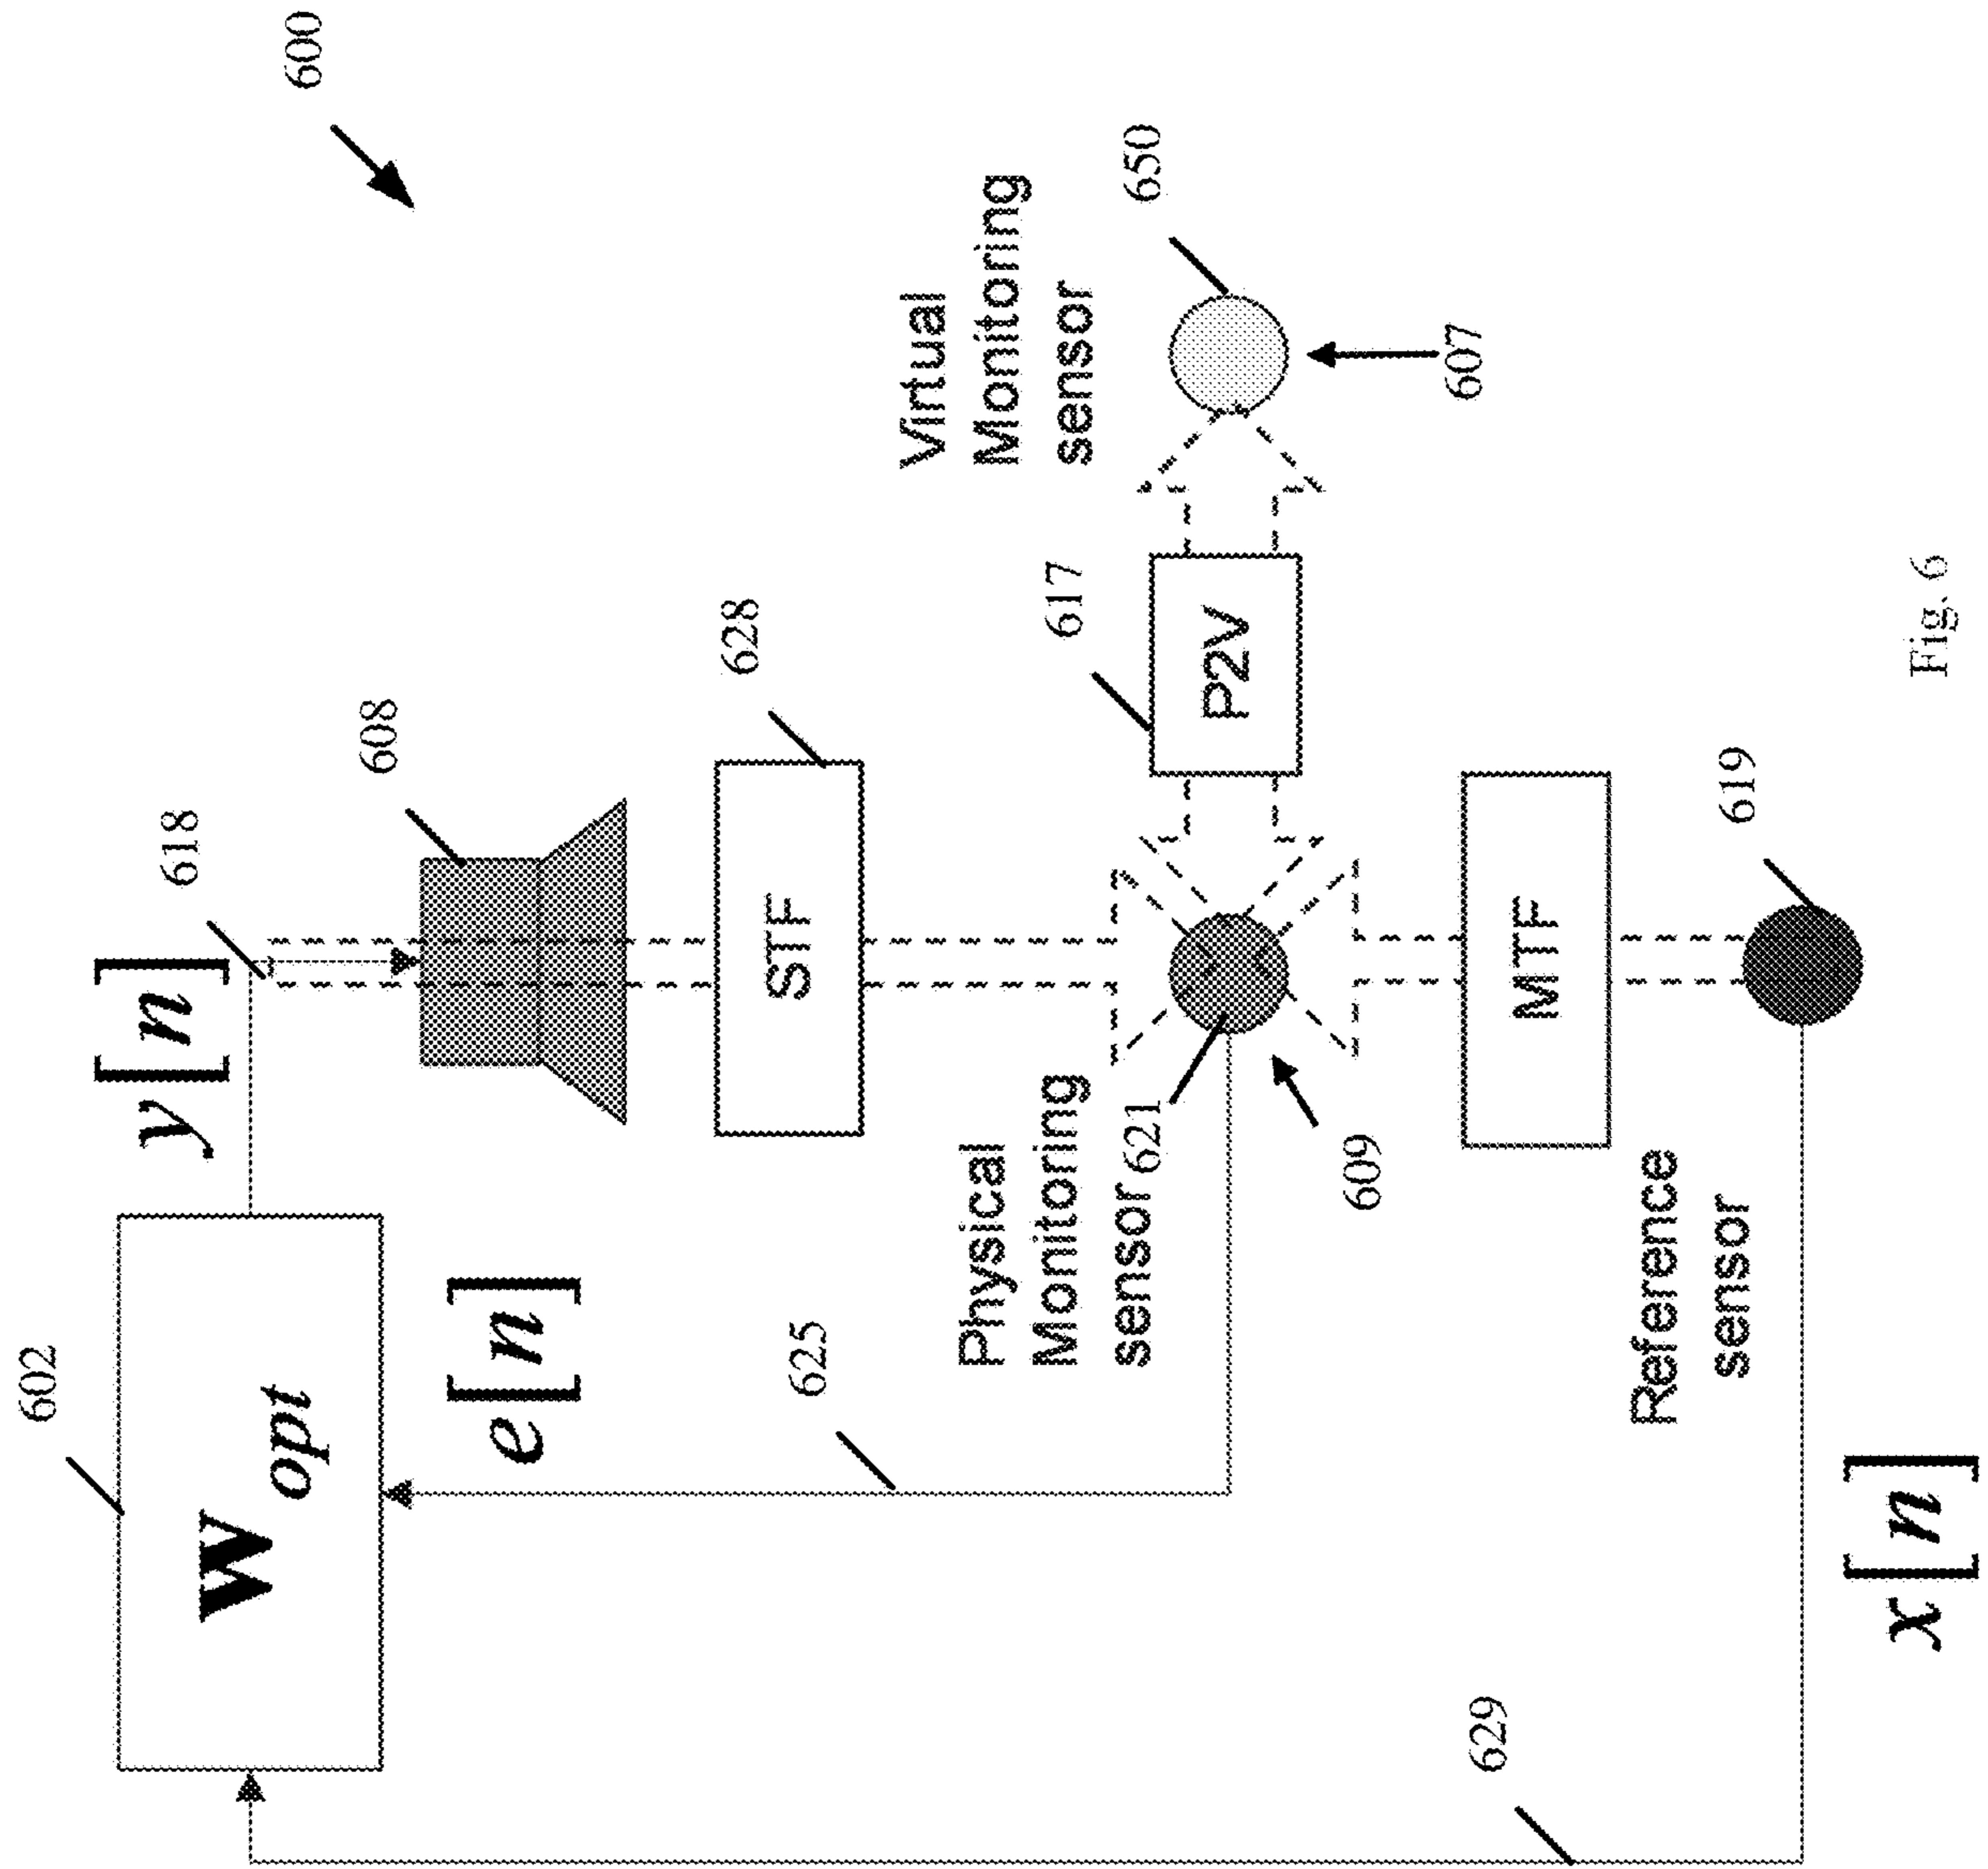 600
602
W opt
y[n]
618
608
e[n]
628
STF
625
Physical
Monitoring
sensor
621
609
617
P2V
Virtual
Monitoring
sensor
650
607
MTF
619
Reference
sensor
629
x[n]
Fig. 6